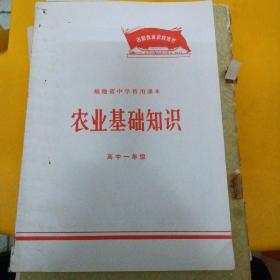 福建省中学试用课本
农业基础知识
高中一年级